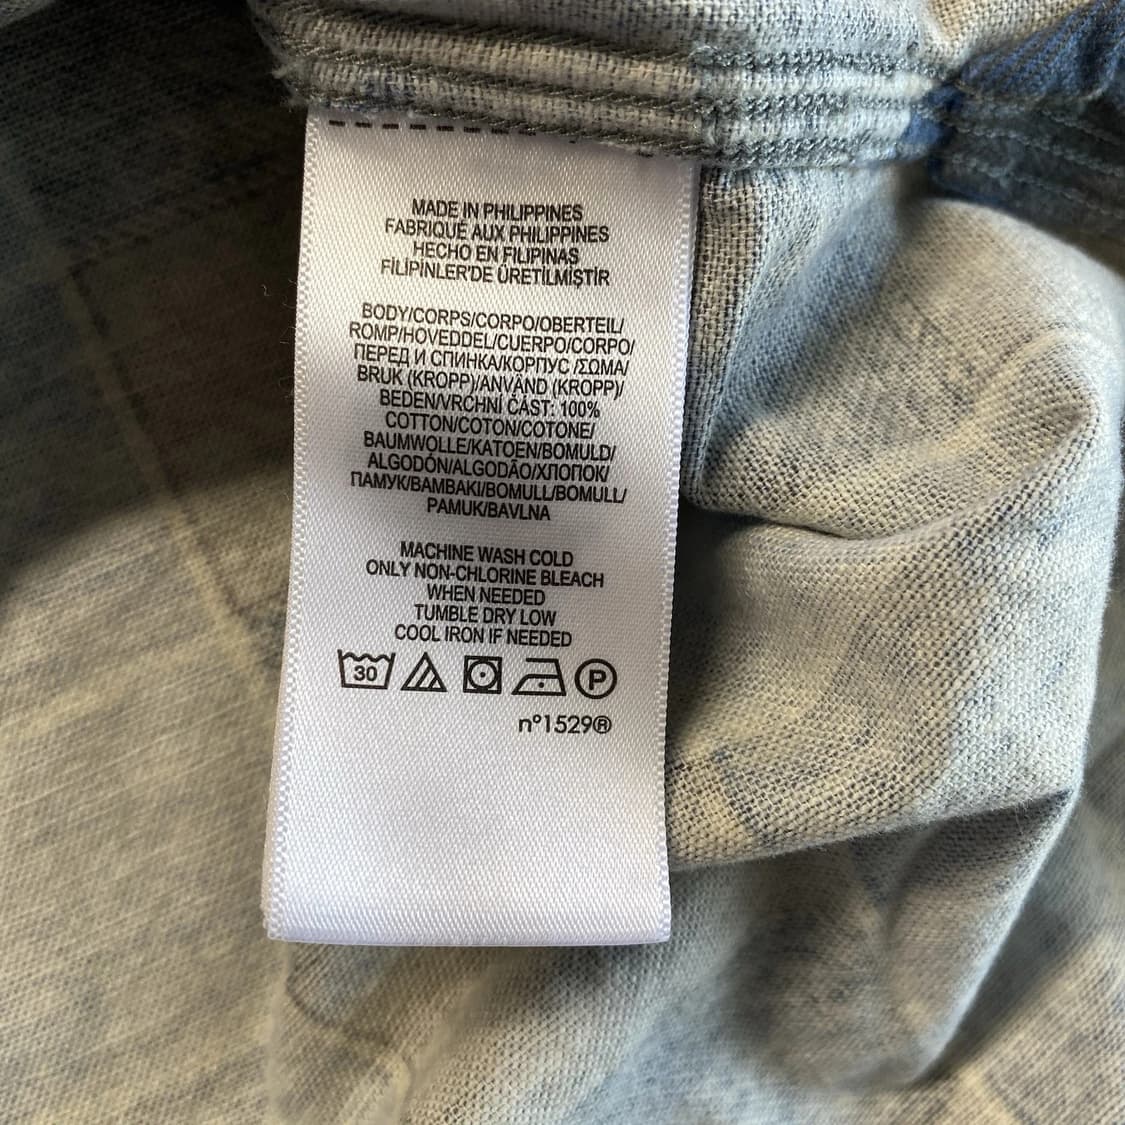 MADE IN PHILIPPINES
FABRIQUÉ AUX PHILIPPINES
HECHO EN FILIPINAS
FİLİPİNLER'DE ÜRETİLMİŞTİR
BODY/CORPS/CORPO/OBERTEIL/
ROMP/HOVEDDEL/CUERPO/CORPO/
ПЕРЕД И СПИНКА/КОРПУС /ΣΩΜΑ/
BRUK (KROPP)/ANVÄND (KROPP)/
BEDEN/VRCHNÍ ČÁST: 100%
COTTON/COTON/COTONE/
BAUMWOLLE/KATOEN/BOMULD/
ALGODÓN/ALGODÃO/ХЛОПОК/
ПАМУК/BAMBAKI/BOMULL/BOMULL/
PAMUK/BAVLNA
MACHINE WASH COLD
ONLY NON-CHLORINE BLEACH
WHEN NEEDED
TUMBLE DRY LOW
COOL IRON IF NEEDED
30 P
nº1529®